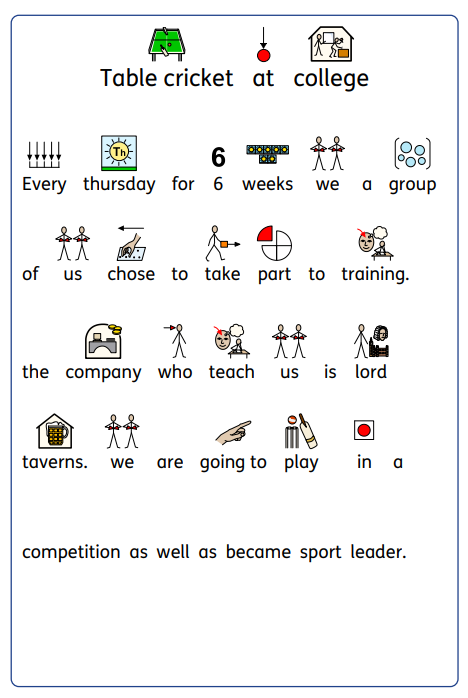 Table cricket at college
Th
6
Every thursday for 6 weeks we a group
of us chose to take part to training.
the company who teach us is lord
taverns. we are going to play in a
competition as well as became sport leader.